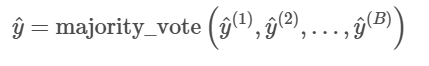 ŷ = majority_vote (ŷ⁽¹⁾, ŷ⁽²⁾, . . . , ŷ⁽ᴮ⁾)